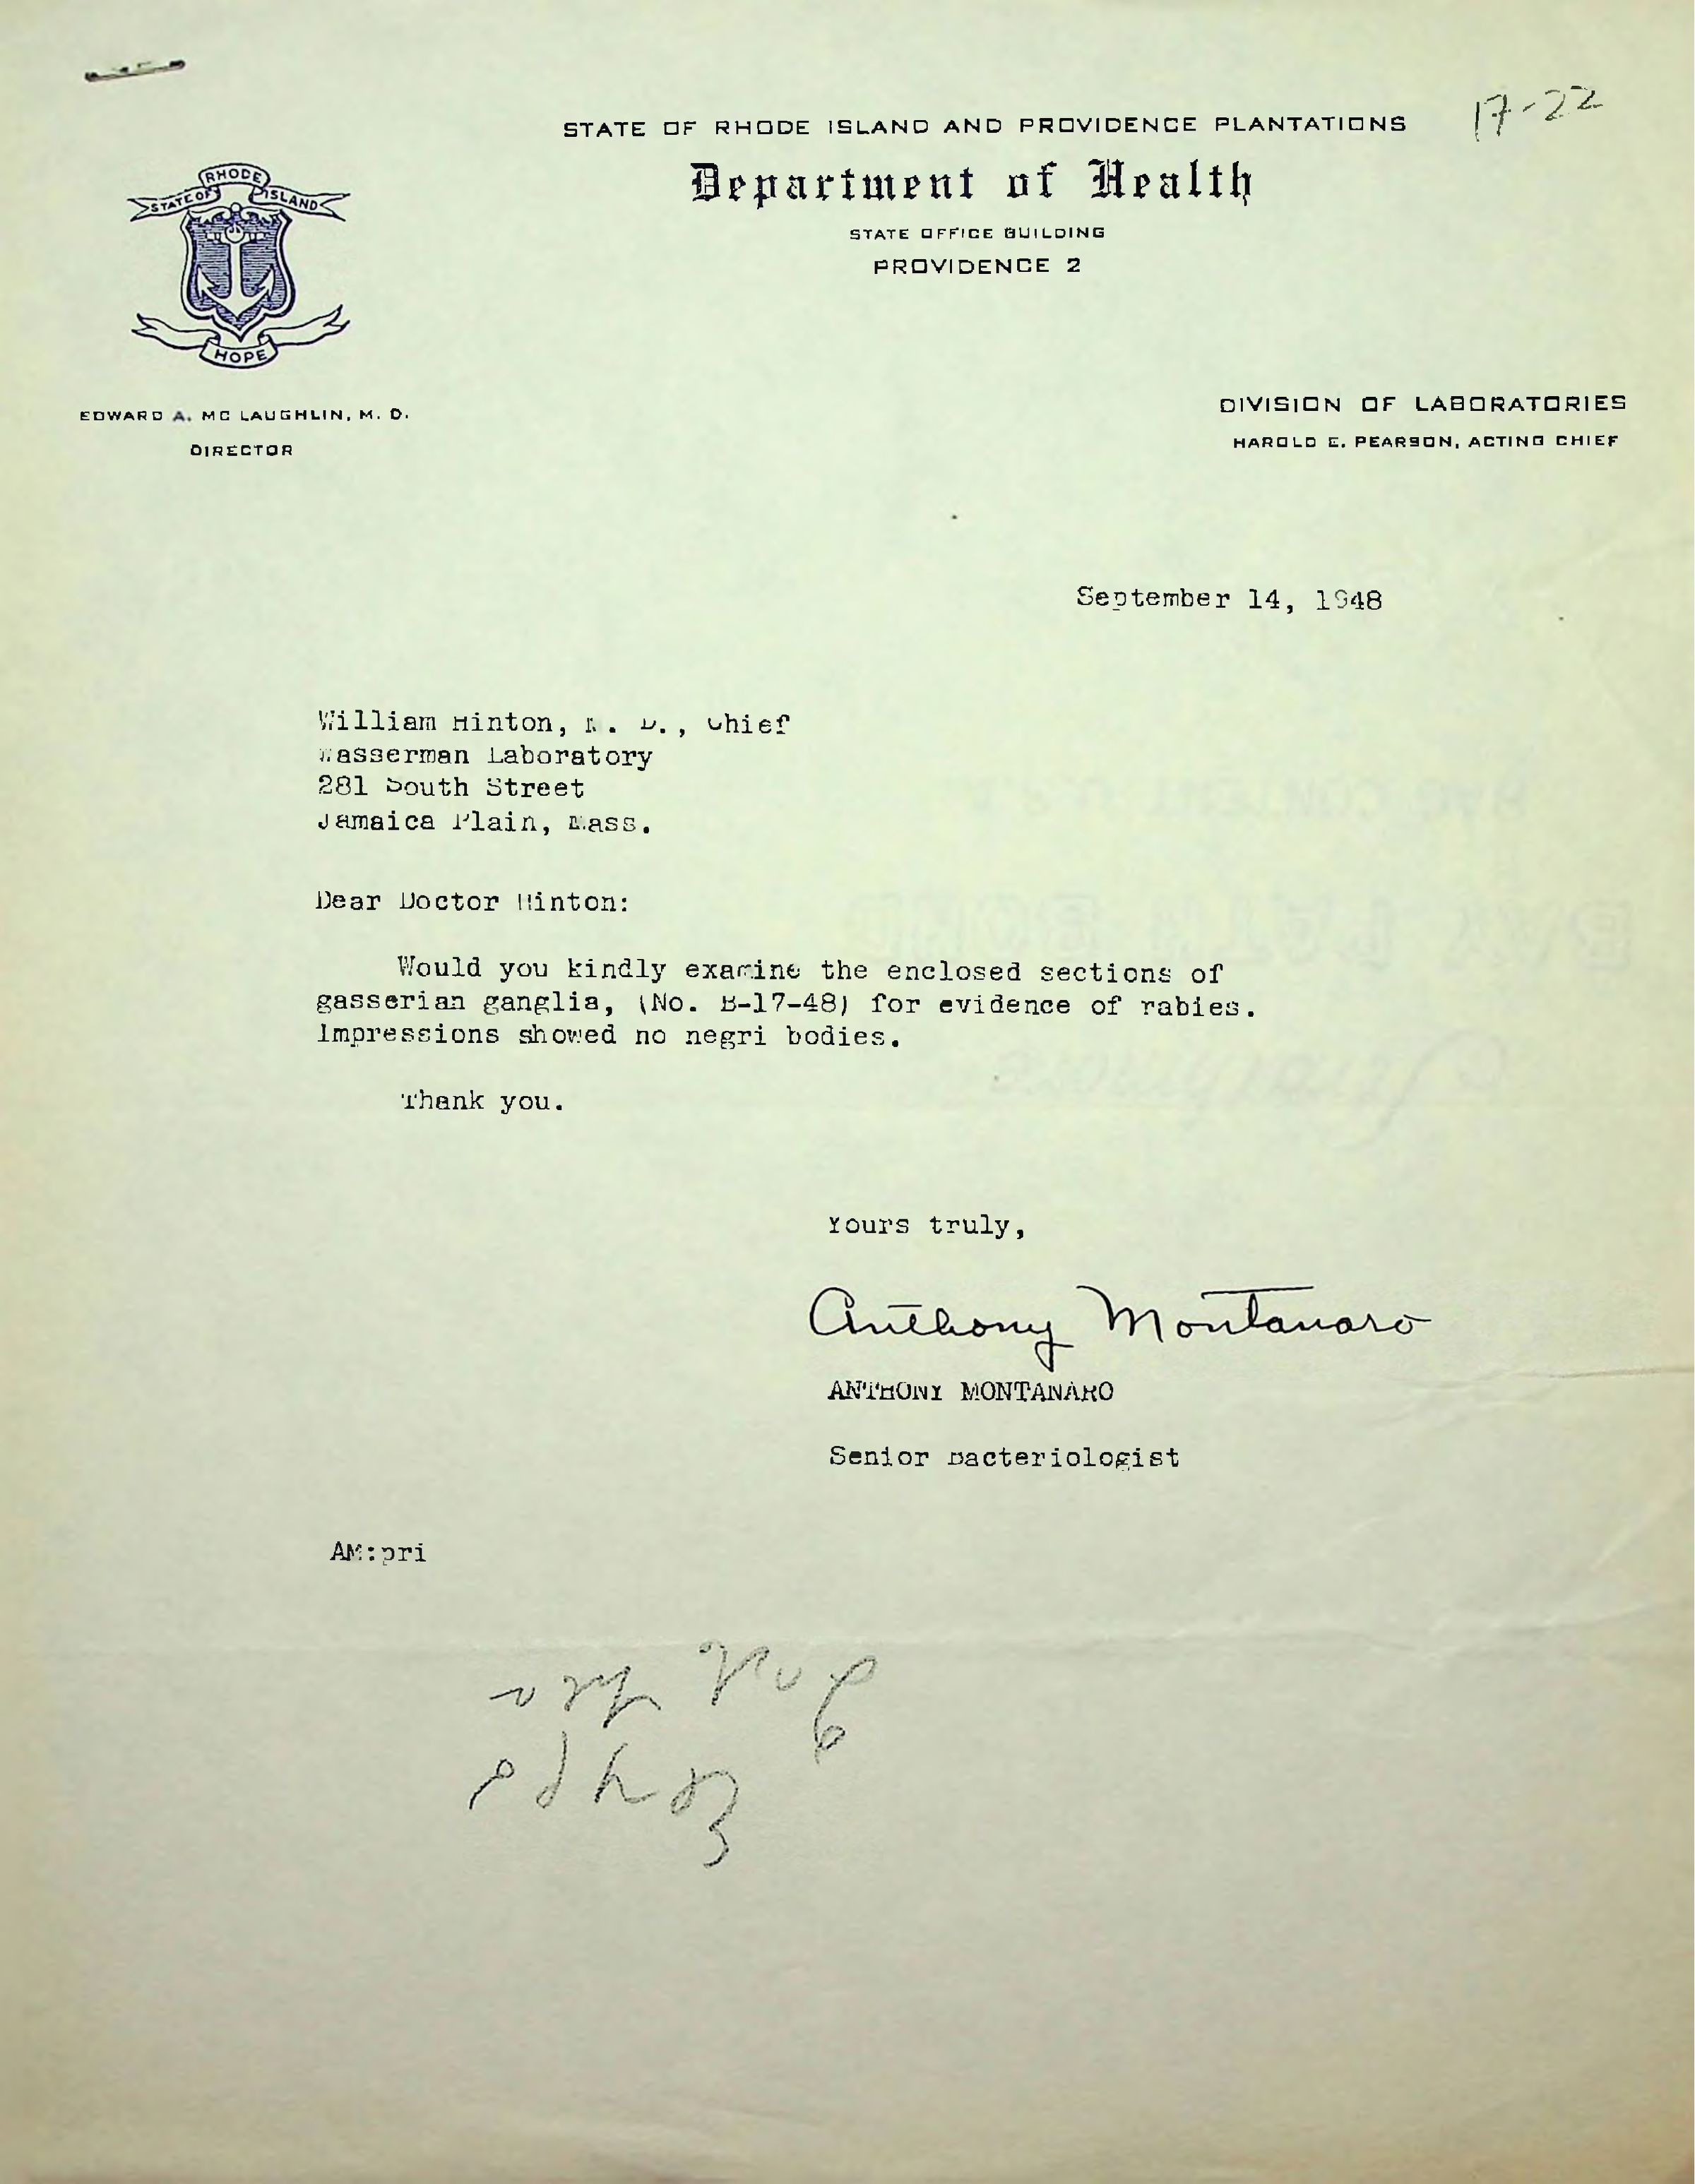 17-22
STATE OF RHODE ISLAND AND PROVIDENCE PLANTATIONS
Department of Health
STATE OFFICE BUILDING
PROVIDENCE 2
STATE OF RHODE ISLAND
HOPE
EDWARD A. MC LAUGHLIN, M. D.
DIRECTOR
DIVISION OF LABORATORIES
HAROLD E. PEARSON, ACTING CHIEF
September 14, 1948
William Hinton, M. D., Chief
Wasserman Laboratory
281 South Street
Jamaica Plain, Mass.
Dear Doctor Hinton:
Would you kindly examine the enclosed sections of
gasserian ganglia, (No. B-17-48) for evidence of rabies.
Impressions showed no negri bodies.
Thank you.
Yours truly,
Anthony Montanaro
ANTHONY MONTANARO
Senior Bacteriologist
AM:pri